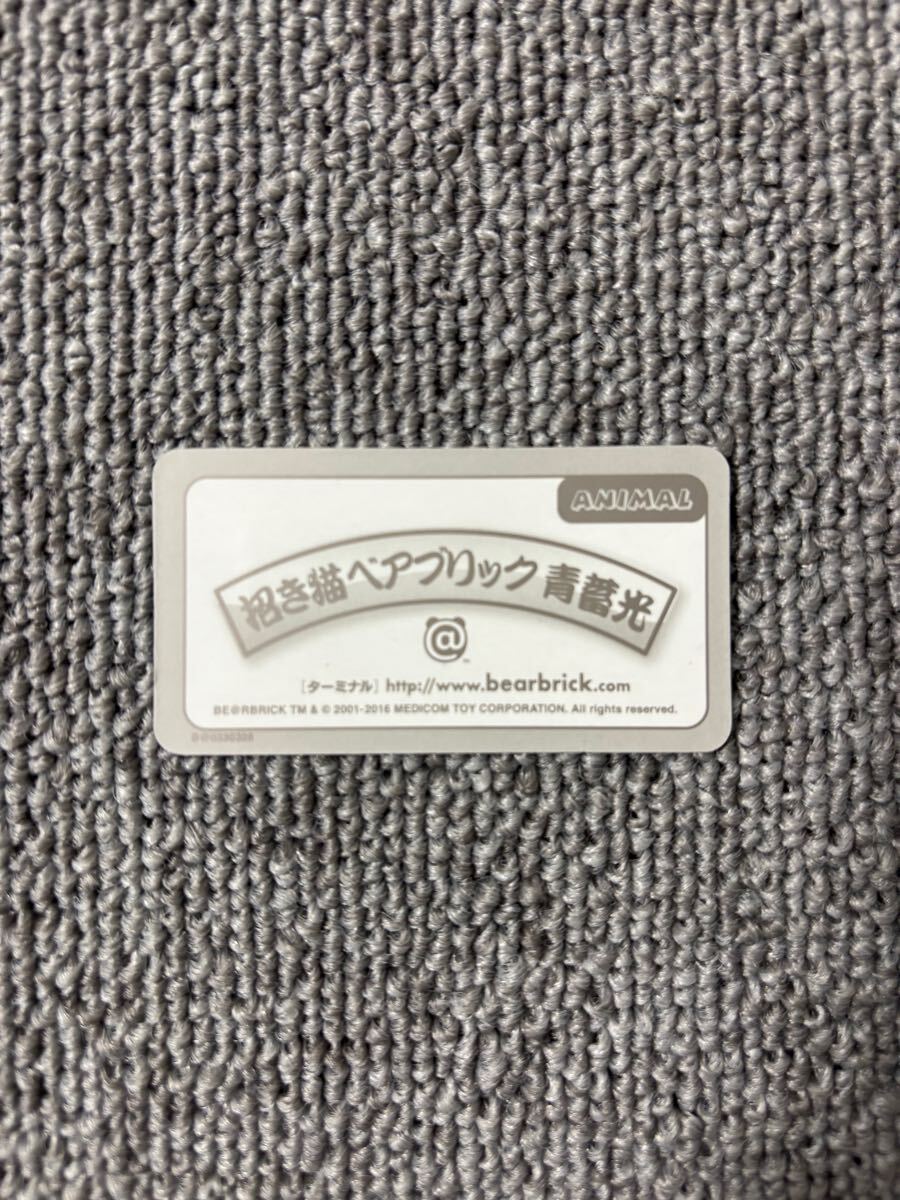 ANIMAL
招き猫 ベアブリック 青蓄光
@
[ターミナル] http://www.bearbrick.com
BE@RBRICK TM & © 2001-2016 MEDICOM TOY CORPORATION. All rights reserved.